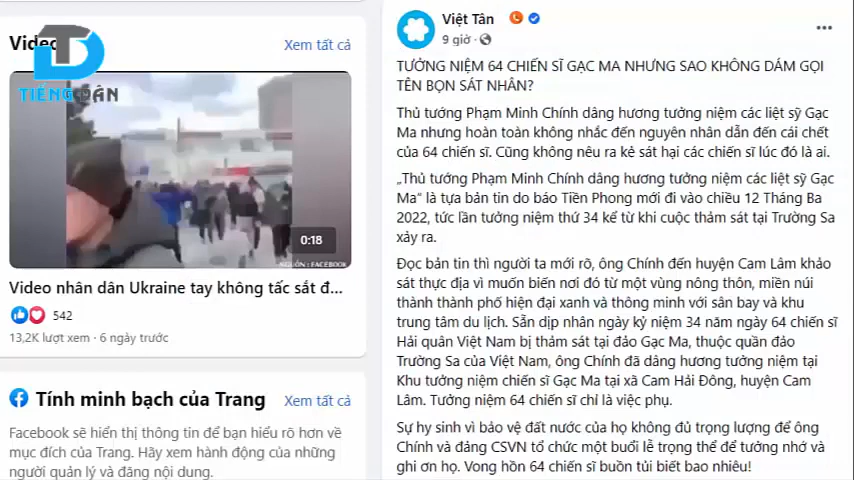 Video
Xem tất cả
TD
TIẾNG DÂN
0:18
NGUỒN: FACEBOOK
Video nhân dân Ukraine tay không tấc sắt đ...
542
13,2K lượt xem · 6 ngày trước
Tính minh bạch của Trang
Xem tất cả
Facebook sẽ hiển thị thông tin để bạn hiểu rõ hơn về
mục đích của Trang. Hãy xem hành động của những
người quản lý và đăng nội dung.
Việt Tân
9 giờ ·
TƯỞNG NIỆM 64 CHIẾN SĨ GẠC MA NHƯNG SAO KHÔNG DÁM GỌI
TÊN BỌN SÁT NHÂN?
Thủ tướng Phạm Minh Chính dâng hương tưởng niệm các liệt sỹ Gạc
Ma nhưng hoàn toàn không nhắc đến nguyên nhân dẫn đến cái chết
của 64 chiến sĩ. Cũng không nêu ra kẻ sát hại các chiến sĩ lúc đó là ai.
„Thủ tướng Phạm Minh Chính dâng hương tưởng niệm các liệt sỹ Gạc
Ma“ là tựa bản tin do báo Tiền Phong mới đi vào chiều 12 Tháng Ba
2022, tức lần tưởng niệm thứ 34 kể từ khi cuộc thảm sát tại Trường Sa
xảy ra.
Đọc bản tin thì người ta mới rõ, ông Chính đến huyện Cam Lâm khảo
sát thực địa vì muốn biến nơi đó từ một vùng nông thôn, miền núi
thành thành phố hiện đại xanh và thông minh với sân bay và khu
trung tâm du lịch. Sẵn dịp nhân ngày kỷ niệm 34 năm ngày 64 chiến sĩ
Hải quân Việt Nam bị thảm sát tại đảo Gạc Ma, thuộc quần đảo
Trường Sa của Việt Nam, ông Chính đã dâng hương tưởng niệm tại
Khu tưởng niệm chiến sĩ Gạc Ma tại xã Cam Hải Đông, huyện Cam
Lâm. Tưởng niệm 64 chiến sĩ chỉ là việc phụ.
Sự hy sinh vì bảo vệ đất nước của họ không đủ trọng lượng để ông
Chính và đảng CSVN tổ chức một buổi lễ trọng thể để tưởng nhớ và
ghi ơn họ. Vong hồn 64 chiến sĩ buồn tủi biết bao nhiêu!